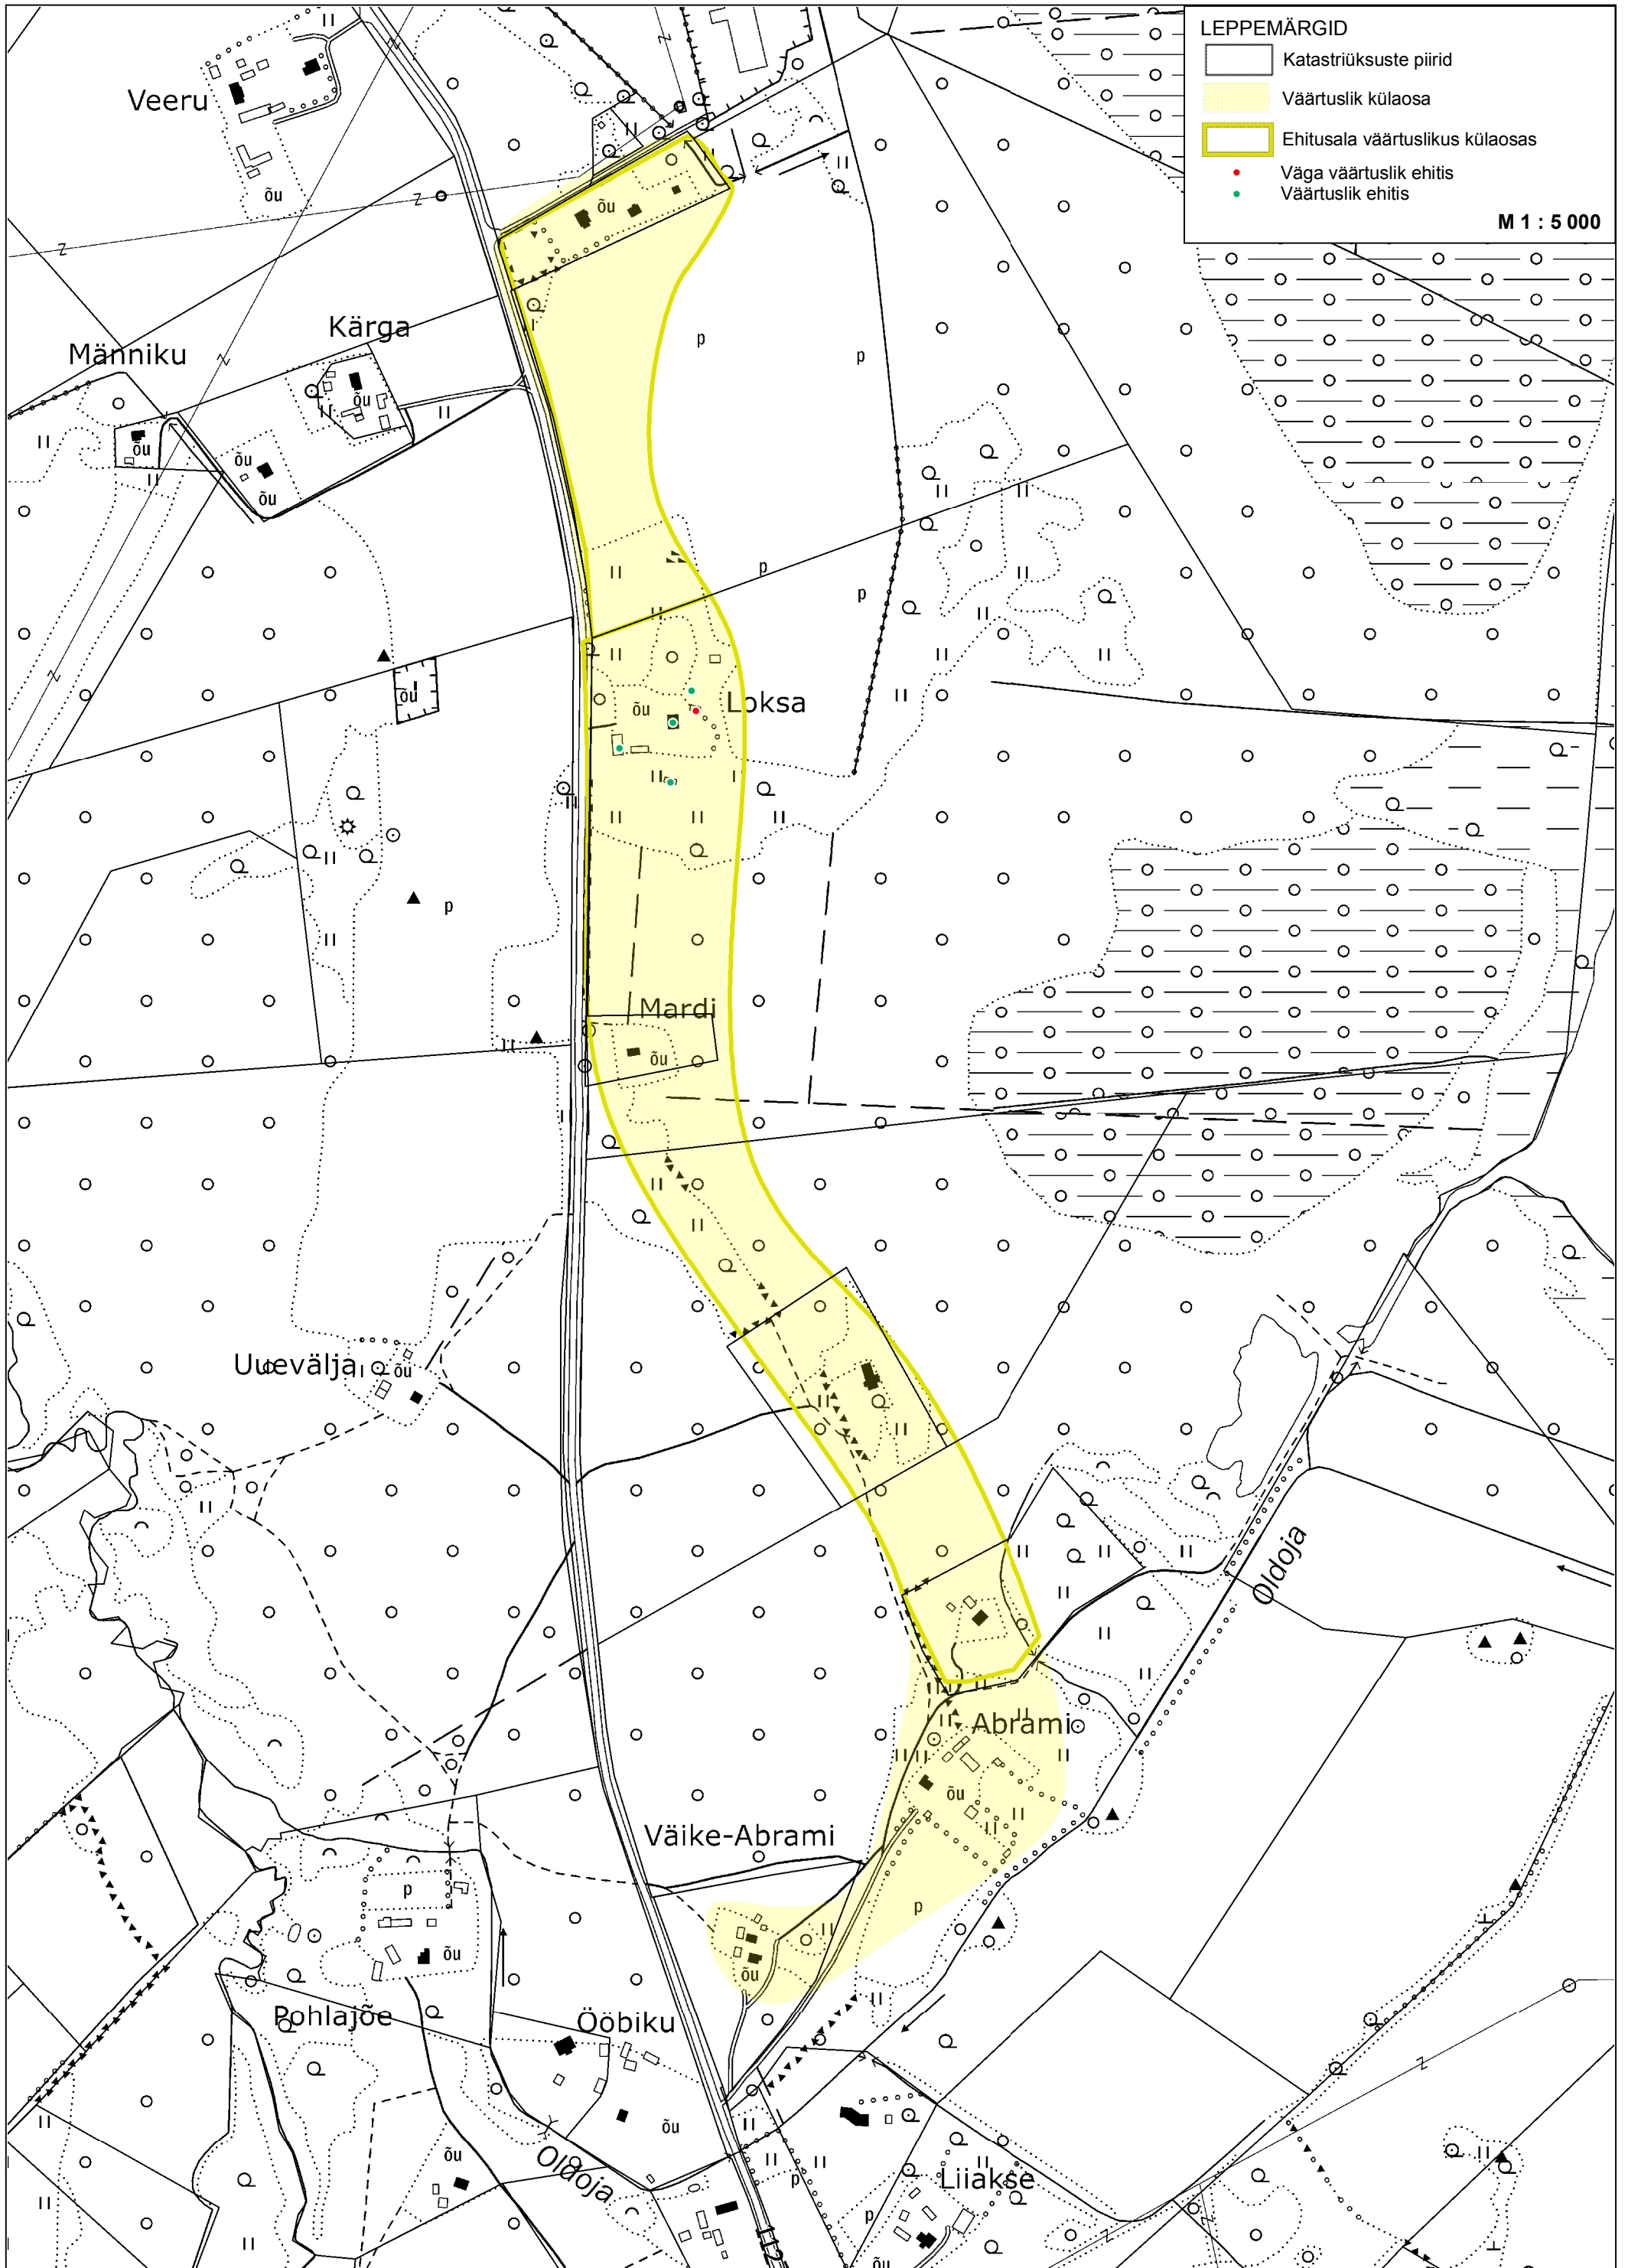 LEPPEMÄRGID
Katastriüksuste piirid
Väärtuslik külaosa
Ehitusala väärtuslikus külaosas
Väga väärtuslik ehitis
Väärtuslik ehitis
M 1 : 5 000
Veeru
õu
õu
Kärga
Männiku
õu
õu
õu
õu
p
p
p
p
õu
õu
Loksa
p
Mardi
õu
Uuevälja
õu
Oldoja
Abrami
õu
Väike-Abrami
p
p
õu
õu
Pohlajõe
Ööbiku
õu
õu
Oldoja
p
Liiakse
p
õu